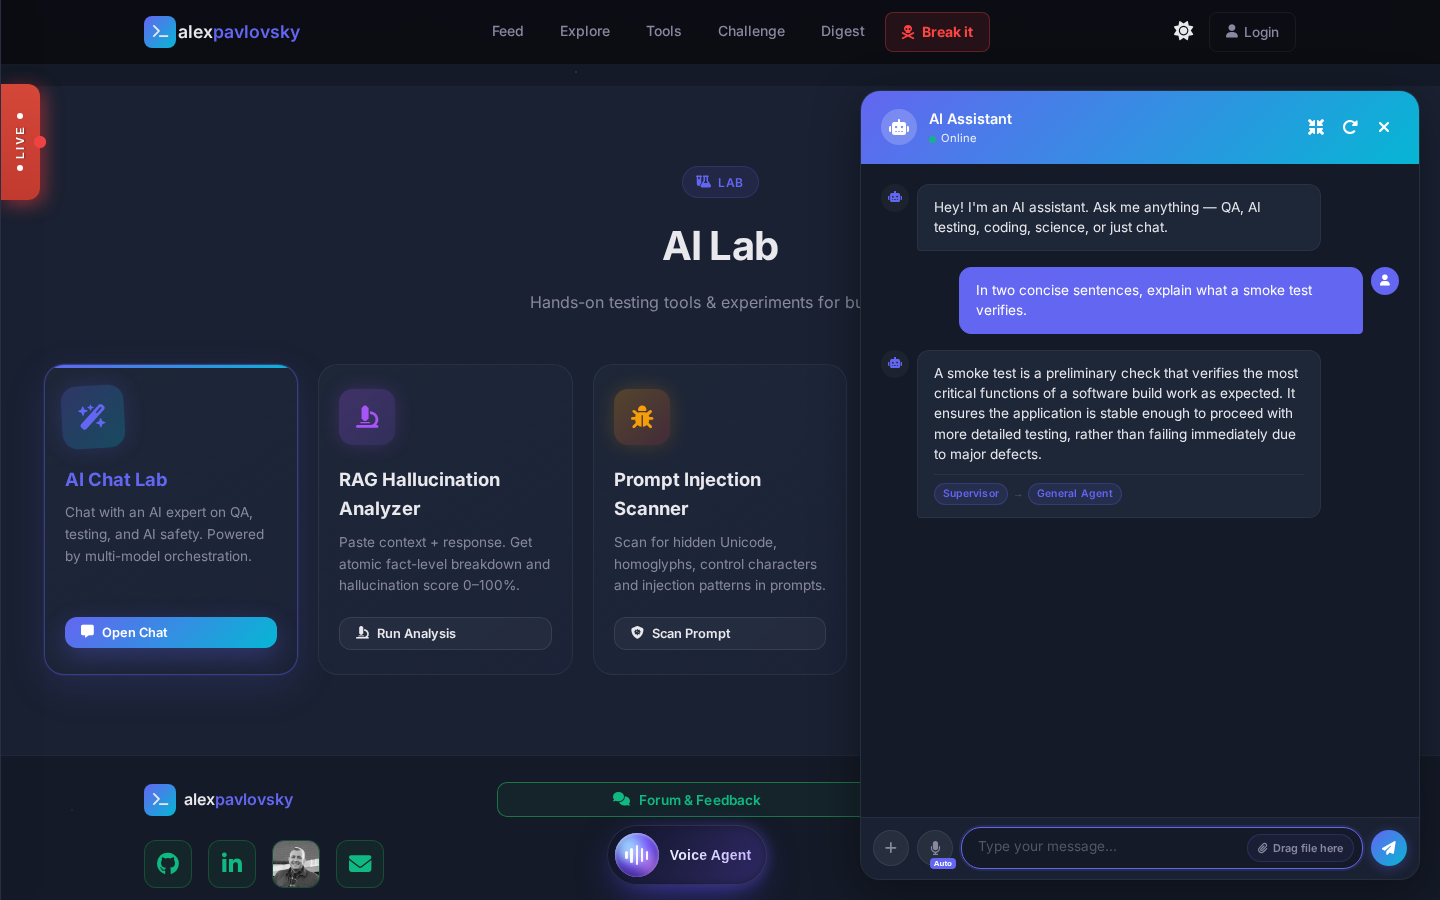 alexpavlovsky
Feed
Explore
Tools
Challenge
Digest
Break it
Login
LIVE
LAB
AI Lab
Hands-on testing tools & experiments for
AI Chat Lab
Chat with an AI expert on QA,
testing, and AI safety. Powered
by multi-model orchestration.
Open Chat
RAG Hallucination
Analyzer
Paste context + response. Get
atomic fact-level breakdown and
hallucination score 0–100%.
Run Analysis
Prompt Injection
Scanner
Scan for hidden Unicode,
homoglyphs, control characters
and injection patterns in prompts.
Scan Prompt
AI Assistant
Online
Hey! I'm an AI assistant. Ask me anything — QA, AI
testing, coding, science, or just chat.
In two concise sentences, explain what a smoke test
verifies.
A smoke test is a preliminary check that verifies the most
critical functions of a software build work as expected. It
ensures the application is stable enough to proceed with
more detailed testing, rather than failing immediately due
to major defects.
Supervisor → General Agent
Type your message...
Drag file here
Auto
alexpavlovsky
Forum & Feedback
Voice Agent